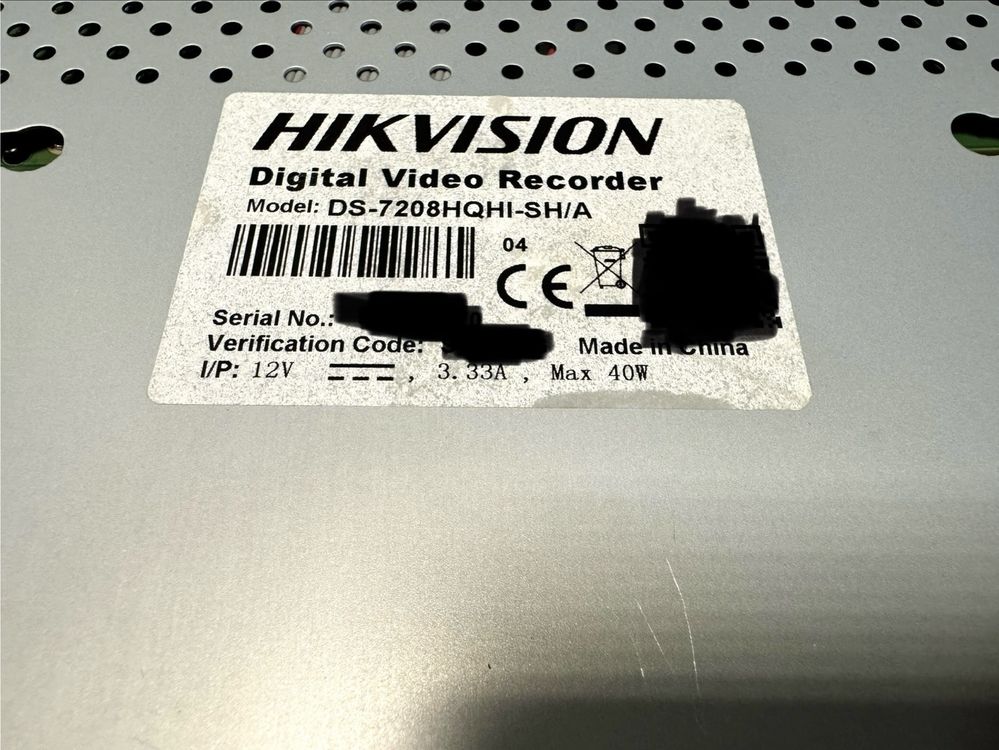 HIKVISION
Digital Video Recorder
Model: DS-7208HQHI-SH/A
04
CE
Serial No.:
Verification Code:
Made in China
I/P: 12V , 3.33A , Max 40W